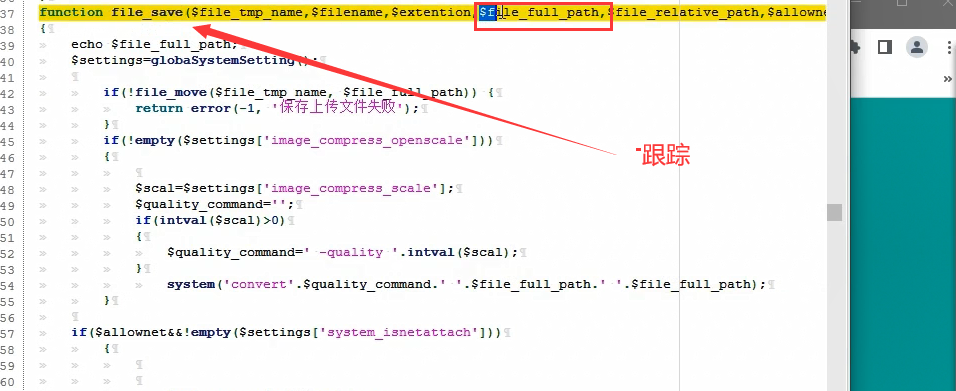 37 function file_save($file_tmp_name,$filename,$extention,$file_full_path,$file_relative_path,$allowne
38 {
39 echo $file_full_path;
40 $settings=globaSystemSetting();
41
42 if(!file_move($file_tmp_name, $file_full_path)) {
43 return error(-1, '保存上传文件失败');
44 }
45 if(!empty($settings['image_compress_openscale']))
46 {
47
48 $scal=$settings['image_compress_scale'];
49 $quality_command='';
50 if(intval($scal)>0)
51 {
52 $quality_command=' -quality '.intval($scal);
53 }
54 system('convert'.$quality_command.' '.$file_full_path.' '.$file_full_path);
55 }
56
57 if($allownet&&!empty($settings['system_isnetattach']))
58 {
59
60
跟踪